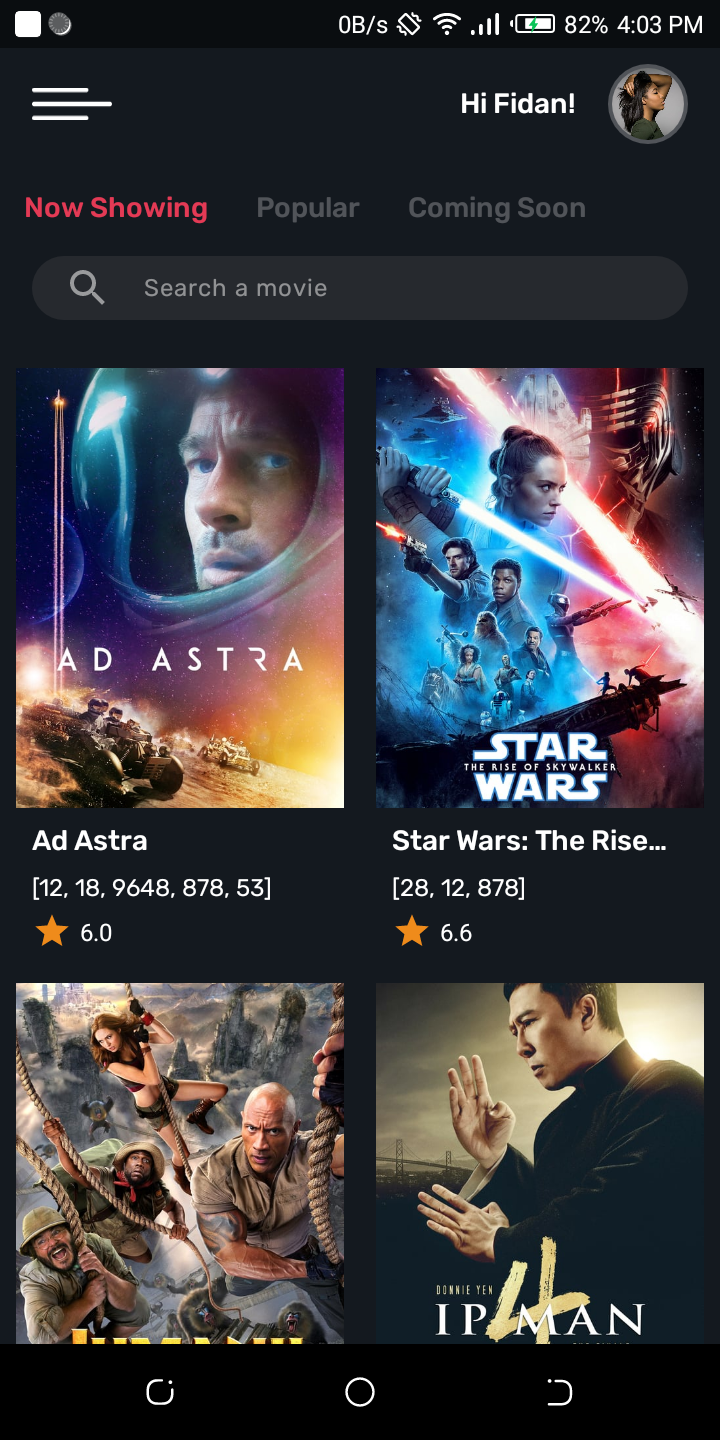 0B/s 82% 4:03 PM
Hi Fidan!
Now Showing Popular Coming Soon
Search a movie
AD ASTRA
STAR
THE RISE OF SKYWALKER
WARS
Ad Astra
[12, 18, 9648, 878, 53]
6.0
Star Wars: The Rise...
[28, 12, 878]
6.6
JUMANJI
DONNIE YEN
IP MAN
4